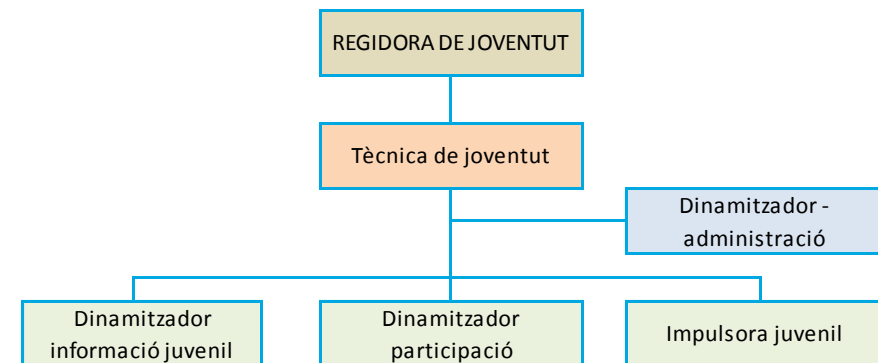 REGIDORA DE JOVENTUT
Tècnica de joventut
Dinamitzador -
administració
Dinamitzador
informació juvenil
Dinamitzador
participació
Impulsora juvenil